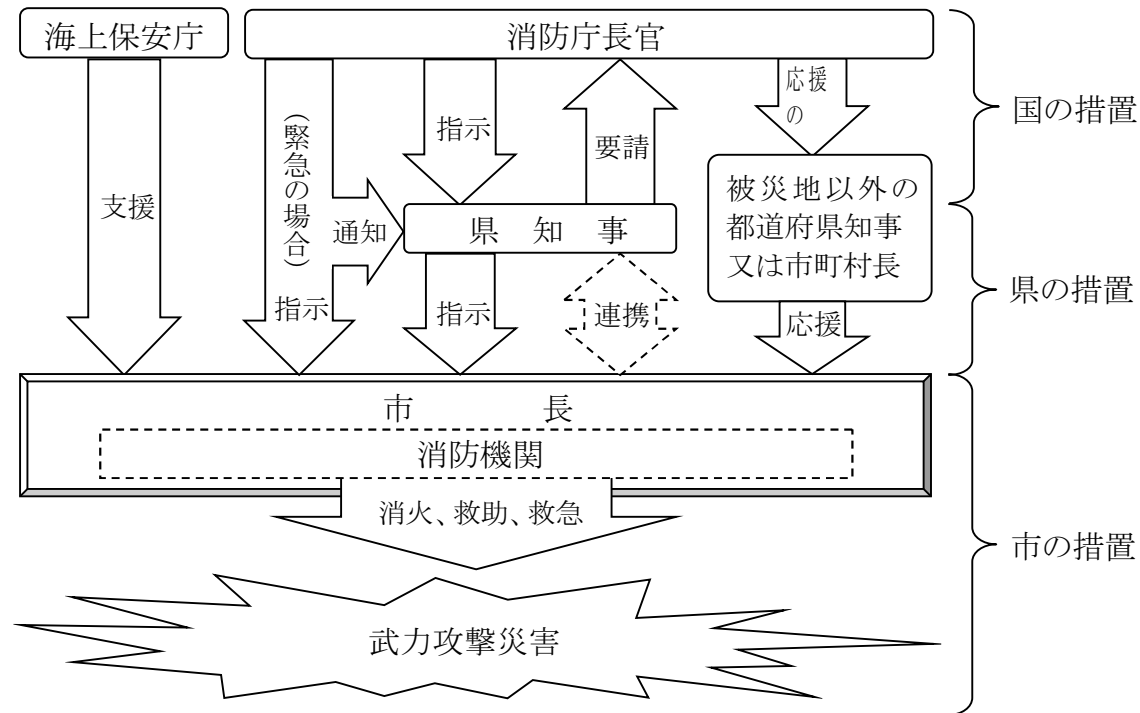 海上保安庁
消防庁長官
国の措置
支援
(緊急の場合)
指示
通知
指示
要請
応援
の
被災地以外の
都道府県知事
又は市町村長
県知事
県の措置
指示
連携
応援
市長
消防機関
消火、救助、救急
市の措置
武力攻撃災害